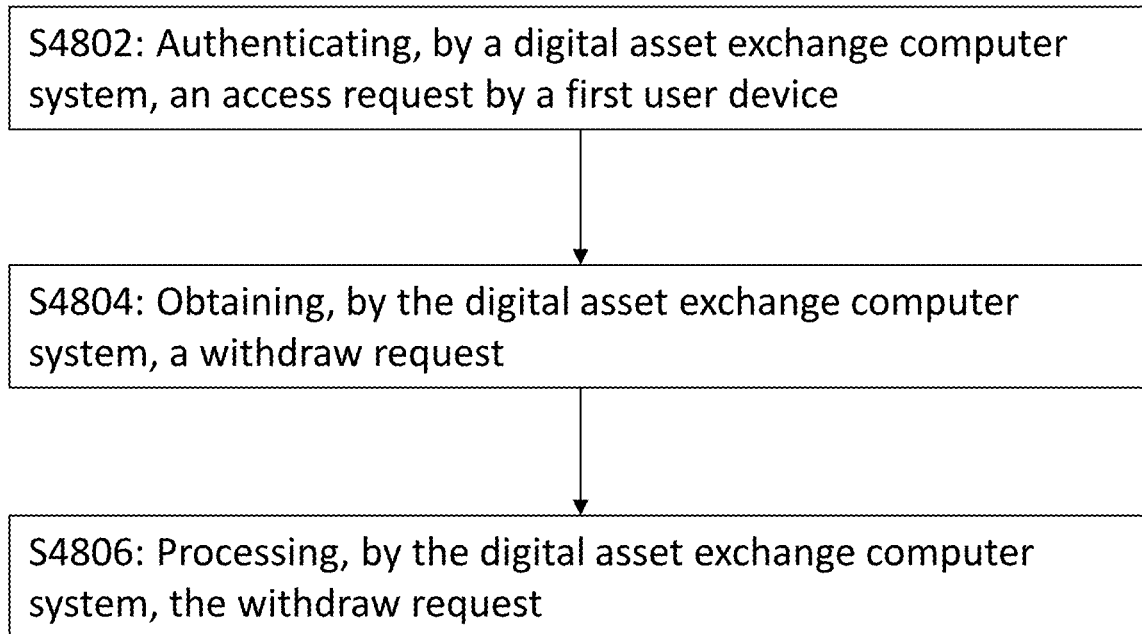 S4802: Authenticating, by a digital asset exchange computer
system, an access request by a first user device
S4804: Obtaining, by the digital asset exchange computer
system, a withdraw request
S4806: Processing, by the digital asset exchange computer
system, the withdraw request